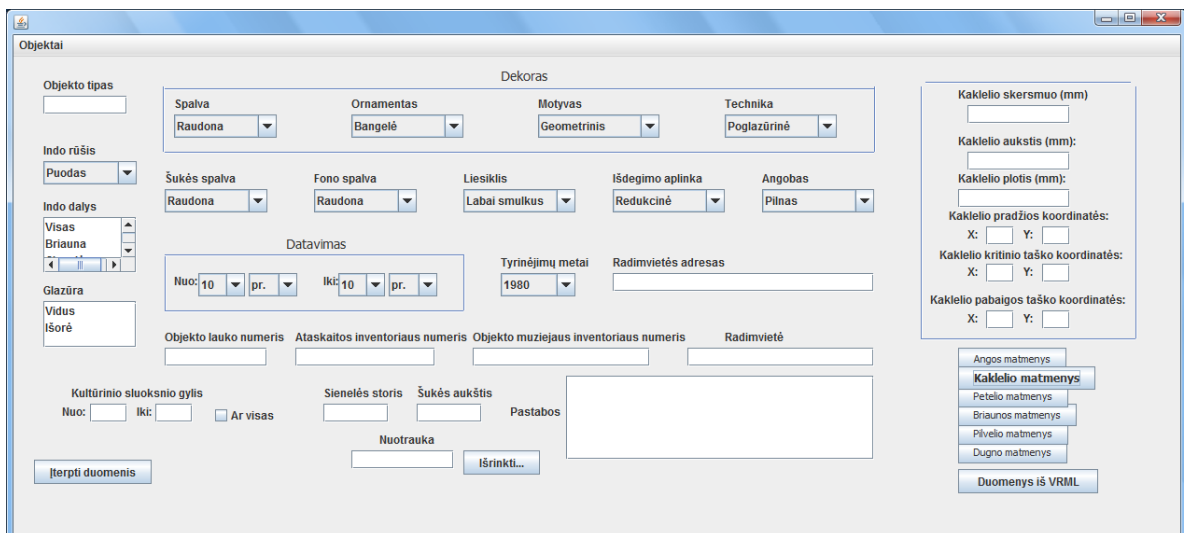 Objektai
Objekto tipas
Dekoras
Spalva Ornamentas Motyvas Technika
Raudona Bangelė Geometrinis Poglazūrinė
Indo rūšis
Puodas
Šukės spalva Fono spalva Liesiklis Išdegimo aplinka Angobas
Raudona Raudona Labai smulkus Redukcinė Pilnas
Indo dalys
Visas
Briauna
Datavimas
Nuo: 10 pr. Iki: 10 pr.
Tyrinėjimų metai Radimvietės adresas
1980
Glazūra
Vidus
Išorė
Objekto lauko numeris Ataskaitos inventoriaus numeris Objekto muziejaus inventoriaus numeris Radimvietė
Kultūrinio sluoksnio gylis
Nuo: Iki: Ar visas
Sienelės storis Šukės aukštis
Pastabos
Nuotrauka
Išrinkti...
Įterpti duomenis
Kaklelio skersmuo (mm)
Kaklelio aukstis (mm):
Kaklelio plotis (mm):
Kaklelio pradžios koordinatės:
X: Y:
Kaklelio kritinio taško koordinatės:
X: Y:
Kaklelio pabaigos taško koordinatės:
X: Y:
Angos matmenys
Kaklelio matmenys
Petelio matmenys
Briaunos matmenys
Pilvelio matmenys
Dugno matmenys
Duomenys iš VRML